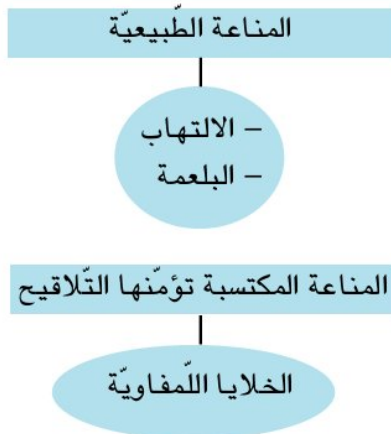 المناعة الطّبيعيّة
– الالتهاب
– البلعمة
المناعة المكتسبة تؤمّنها التّلاقيح
الخلايا اللّمفاويّة